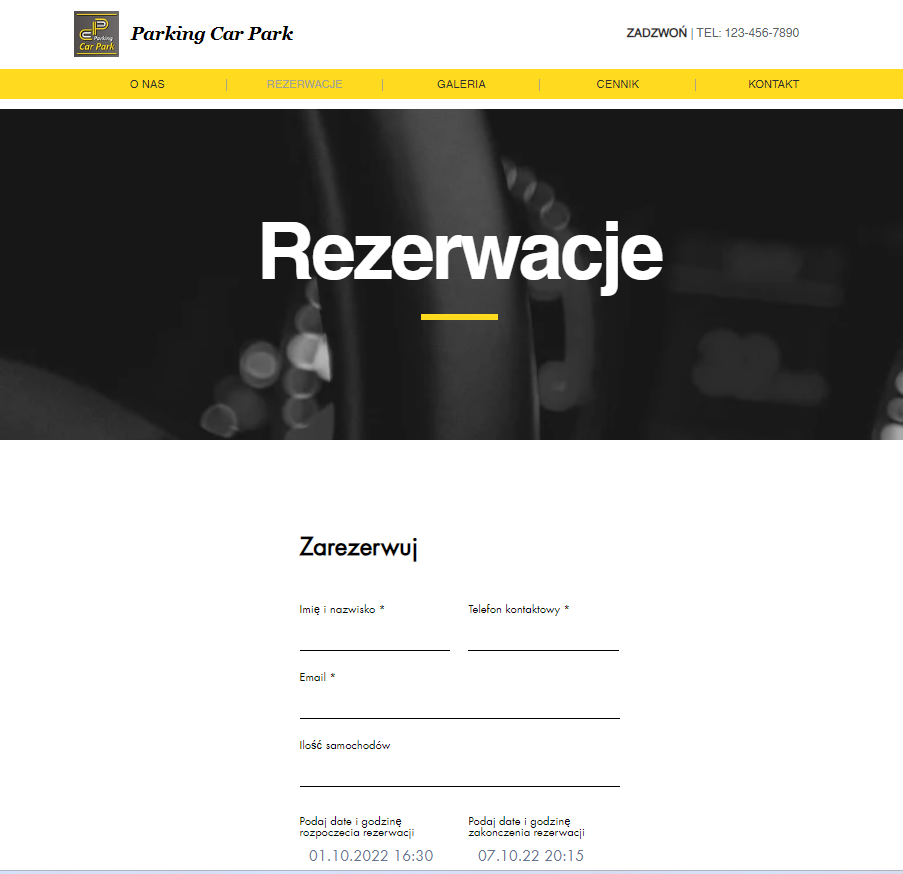 Parking
Car Park
Parking Car Park
ZADZWOŃ | TEL: 123-456-7890
O NAS | REZERWACJE | GALERIA | CENNIK | KONTAKT
Rezerwacje
Zarezerwuj
Imię i nazwisko * Telefon kontaktowy *
Email *
Ilość samochodów
Podaj date i godzinę
rozpoczecia rezerwacji
Podaj date i godzinę
zakonczenia rezerwacji
01.10.2022 16:30 07.10.22 20:15